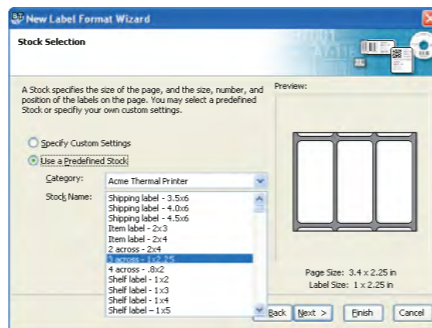 New Label Format Wizard
Stock Selection
A Stock specifies the size of the page, and the size, number, and
position of the labels on the page. You may select a predefined
Stock or specifiy your own custom settings.
Preview:
Specify Custom
Settings
Use a Predefined Stock
Category:
Acme Thermal Printer
Stock Name:
Shipping label - 3.5x6
Shipping label - 4.0x6
Shipping label - 4.5x6
Item label - 2x3
Item label - 2x4
2 across - 2x4
3 across - 1x2.25
4 across - .8x2
Shelf label - 1x2
Shelf label - 1x3
Shelf label - 1x4
Shelf label - 1x5
Page Size: 3.4 x 2.25 in
Label Size: 1 x 2.25 in
Back
Next >
Finish
Cancel